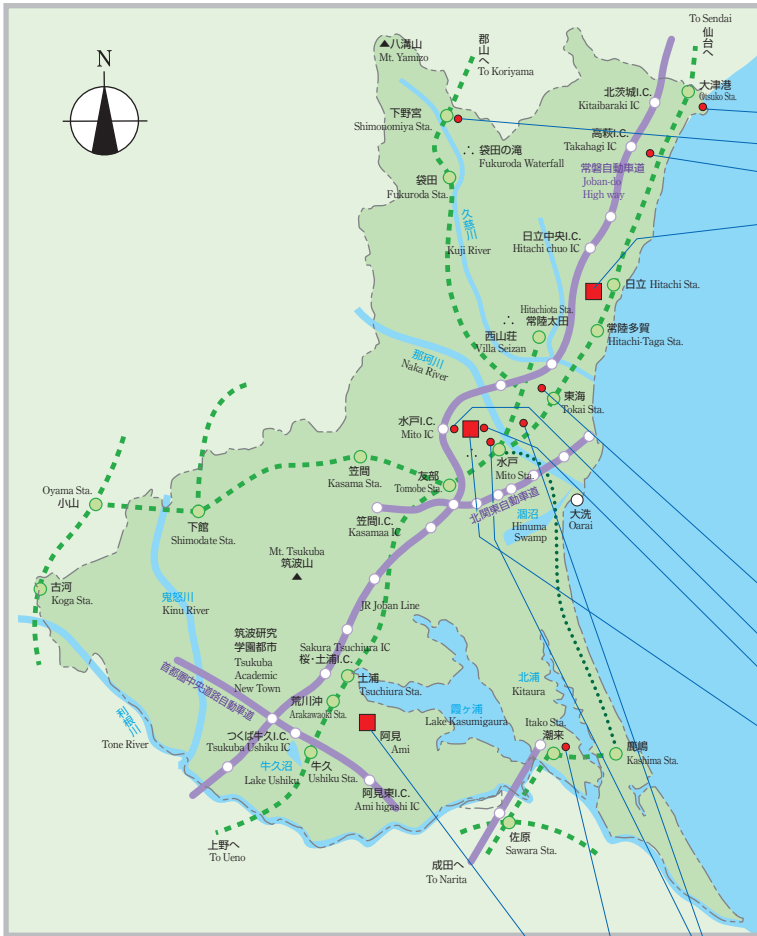 To Sendai
仙台へ
N
▲八溝山
Mt. Yamizo
郡山へ
To Koriyama
大津港
Otsuko Sta.
北茨城I.C.
Kitaibaraki IC
下野宮
Shimonomiya Sta.
高萩I.C.
Takahagi IC
∴ 袋田の滝
Fukuroda Waterfall
常磐自動車道
Joban-do
High way
袋田
Fukuroda Sta.
久慈川
Kuji River
日立中央I.C.
Hitachi chuo IC
日立 Hitachi Sta.
Hitachiota Sta.
常陸太田
常陸多賀
Hitachi-Taga Sta.
∴
西山荘
Villa Seizan
那珂川
Naka River
東海
Tokai Sta.
水戸I.C.
Mito IC
水戸
Mito Sta.
笠間
Kasama Sta.
友部
Tomobe Sta.
Oyama Sta.
小山
下館
Shimodate Sta.
笠間I.C.
Kasamaa IC
北関東自動車道
涸沼
Hinuma
Swamp
大洗
Oarai
Mt. Tsukuba
筑波山
▲
古河
Koga Sta.
鬼怒川
Kinu River
JR Joban Line
筑波研究
学園都市
Tsukuba
Academic
New Town
Sakura Tsuchiura IC
桜・土浦I.C.
首都圏中央道路自動車道
土浦
Tsuchiura Sta.
北浦
Kitaura
荒川沖
Arakawaoki Sta.
霞ヶ浦
Lake Kasumigaura
利根川
Tone River
阿見
Ami
Itako Sta.
潮来
つくば牛久I.C.
Tsukuba Ushiku IC
鹿嶋
Kashima Sta.
牛久沼
Lake Ushiku
牛久
Ushiku Sta.
阿見東I.C.
Ami higashi IC
佐原
Sawara Sta.
上野へ
To Ueno
成田へ
To Narita